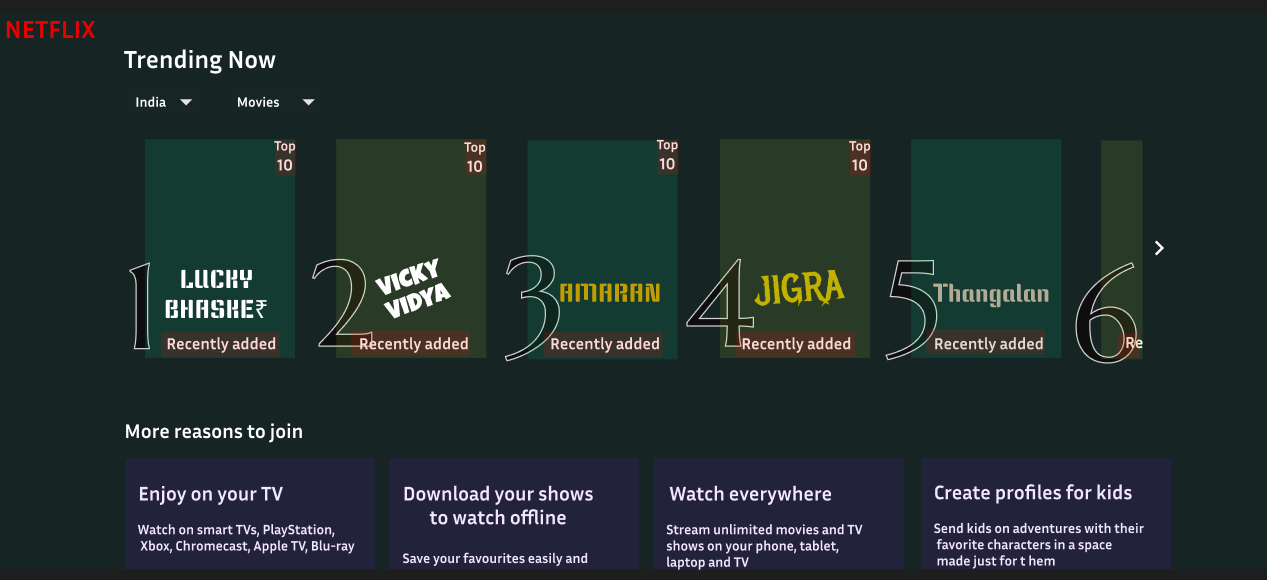 NETFLIX
Trending Now
India
Movies
Top
10
LUCKY
BHASKE₹
1
Recently added
Top
10
VICKY
VIDYA
2
Recently added
Top
10
AMARAN
3
Recently added
Top
10
JIGRA
4
Recently added
Thangalan
5
Recently added
6
Re
More reasons to join
Enjoy on your TV
Watch on smart TVs, PlayStation,
Xbox, Chromecast, Apple TV, Blu-ray
Download your shows
to watch offline
Save your favourites easily and
Watch everywhere
Stream unlimited movies and TV
shows on your phone, tablet,
laptop and TV
Create profiles for kids
Send kids on adventures with their
favorite characters in a space
made just for t hem